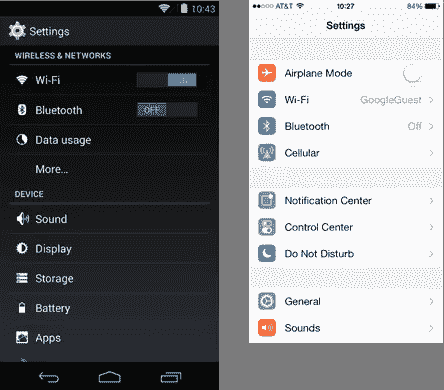 10:43
Settings
WIRELESS & NETWORKS
Wi-Fi
Bluetooth OFF
Data usage
More...
DEVICE
Sound
Display
Storage
Battery
Apps
AT&T 10:27 84%
Settings
Airplane Mode
Wi-Fi GoogleGuest
Bluetooth Off
Cellular
Notification Center
Control Center
Do Not Disturb
General
Sounds